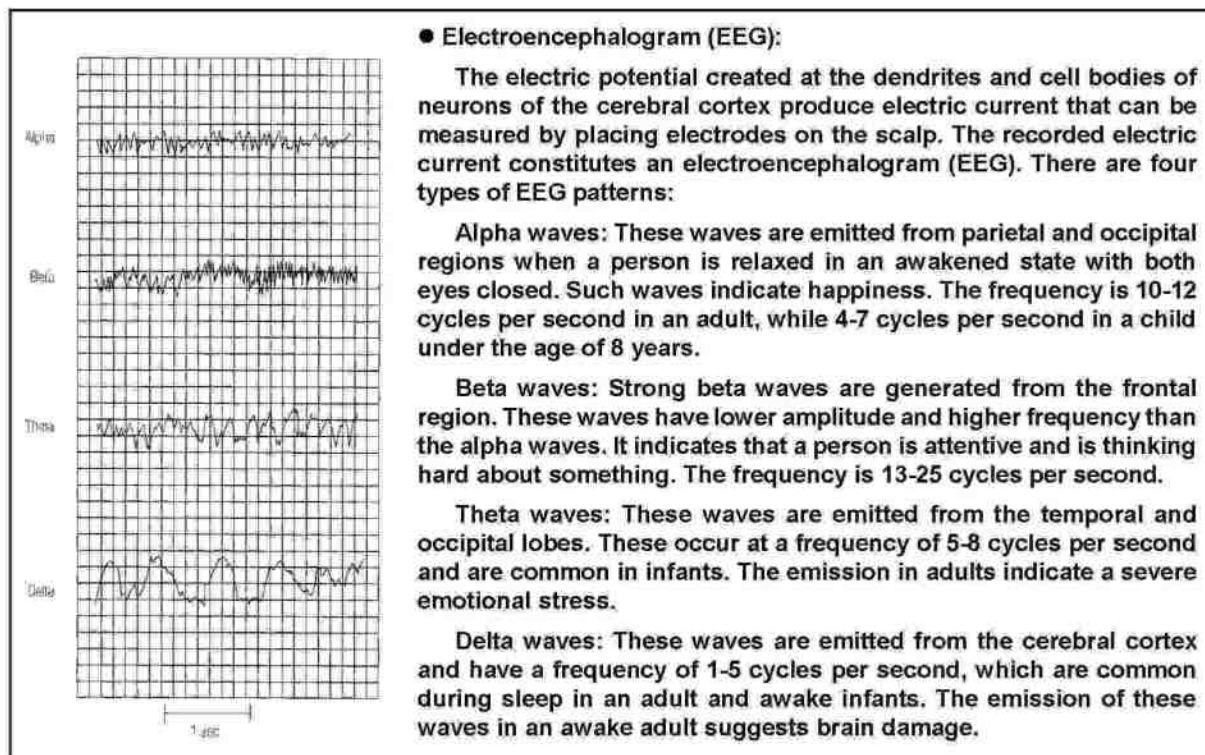 ● Electroencephalogram (EEG):
The electric potential created at the dendrites and cell bodies of
neurons of the cerebral cortex produce electric current that can be
measured by placing electrodes on the scalp. The recorded electric
current constitutes an electroencephalogram (EEG). There are four
types of EEG patterns:
Alpha waves: These waves are emitted from parietal and occipital
regions when a person is relaxed in an awakened state with both
eyes closed. Such waves indicate happiness. The frequency is 10-12
cycles per second in an adult, while 4-7 cycles per second in a child
under the age of 8 years.
Beta waves: Strong beta waves are generated from the frontal
region. These waves have lower amplitude and higher frequency than
the alpha waves. It indicates that a person is attentive and is thinking
hard about something. The frequency is 13-25 cycles per second.
Theta waves: These waves are emitted from the temporal and
occipital lobes. These occur at a frequency of 5-8 cycles per second
and are common in infants. The emission in adults indicate a severe
emotional stress.
Delta waves: These waves are emitted from the cerebral cortex
and have a frequency of 1-5 cycles per second, which are common
during sleep in an adult and awake infants. The emission of these
waves in an awake adult suggests brain damage.
Alpha
Beta
Theta
Delta
1 sec